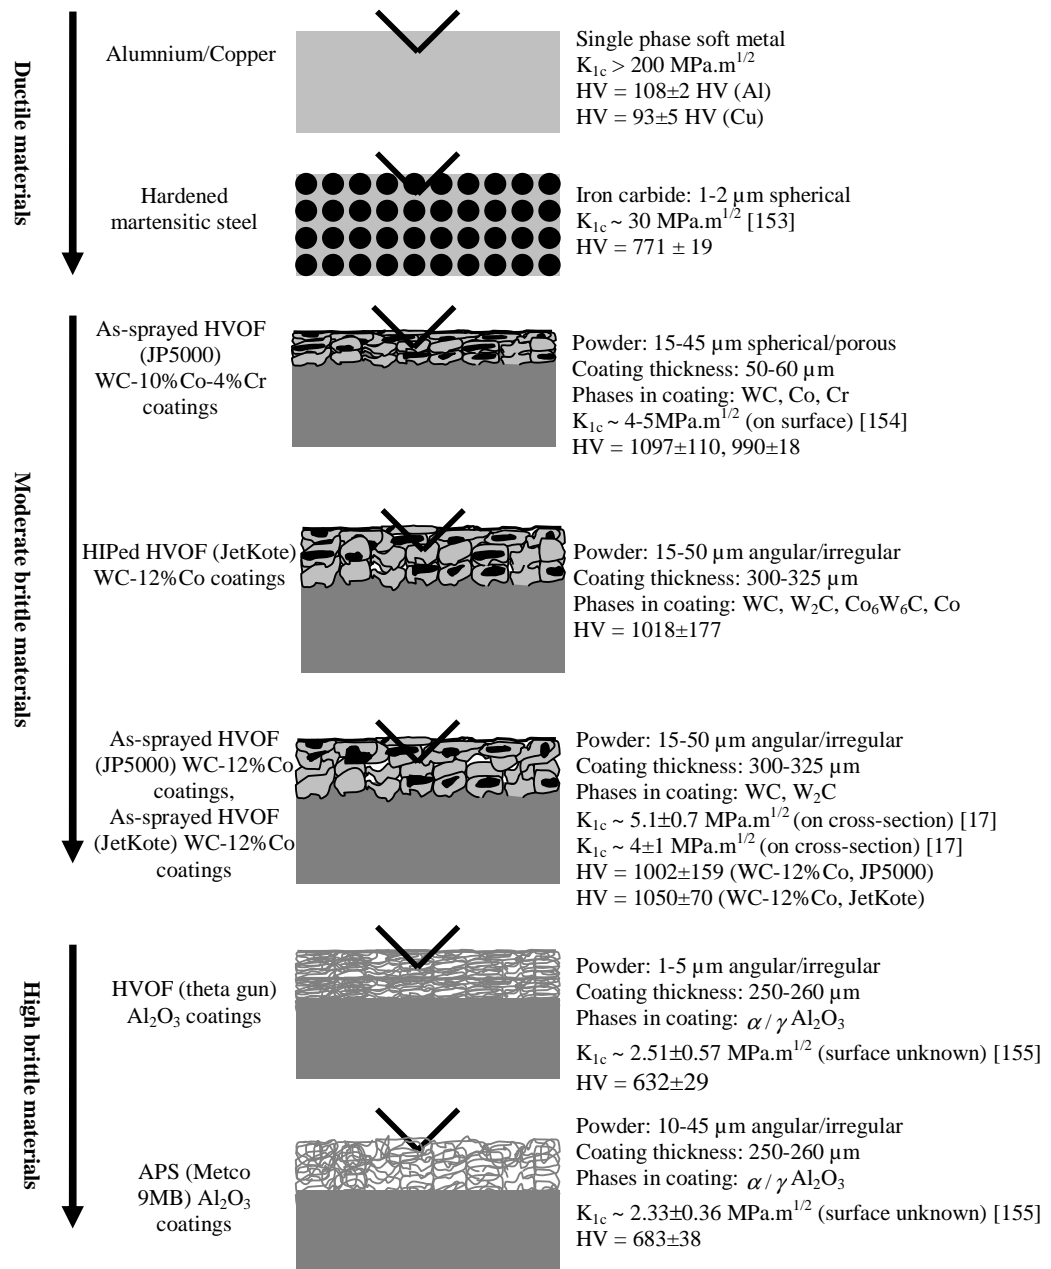 Ductile materials
Alumnium/Copper
Single phase soft metal
K1c > 200 MPa.m1/2
HV = 108±2 HV (Al)
HV = 93±5 HV (Cu)
Hardened
martensitic steel
Iron carbide: 1-2 µm spherical
K1c ~ 30 MPa.m1/2 [153]
HV = 771 ± 19
Moderate brittle materials
As-sprayed HVOF
(JP5000)
WC-10%Co-4%Cr
coatings
Powder: 15-45 µm spherical/porous
Coating thickness: 50-60 µm
Phases in coating: WC, Co, Cr
K1c ~ 4-5MPa.m1/2 (on surface) [154]
HV = 1097±110, 990±18
HIPed HVOF (JetKote)
WC-12%Co coatings
Powder: 15-50 µm angular/irregular
Coating thickness: 300-325 µm
Phases in coating: WC, W2C, Co6W6C, Co
HV = 1018±177
As-sprayed HVOF
(JP5000) WC-12%Co
coatings,
As-sprayed HVOF
(JetKote) WC-12%Co
coatings
Powder: 15-50 µm angular/irregular
Coating thickness: 300-325 µm
Phases in coating: WC, W2C
K1c ~ 5.1±0.7 MPa.m1/2 (on cross-section) [17]
K1c ~ 4±1 MPa.m1/2 (on cross-section) [17]
HV = 1002±159 (WC-12%Co, JP5000)
HV = 1050±70 (WC-12%Co, JetKote)
High brittle materials
HVOF (theta gun)
Al2O3 coatings
Powder: 1-5 µm angular/irregular
Coating thickness: 250-260 µm
Phases in coating: α/γ Al2O3
K1c ~ 2.51±0.57 MPa.m1/2 (surface unknown) [155]
HV = 632±29
APS (Metco
9MB) Al2O3
coatings
Powder: 10-45 µm angular/irregular
Coating thickness: 250-260 µm
Phases in coating: α/γ Al2O3
K1c ~ 2.33±0.36 MPa.m1/2 (surface unknown) [155]
HV = 683±38